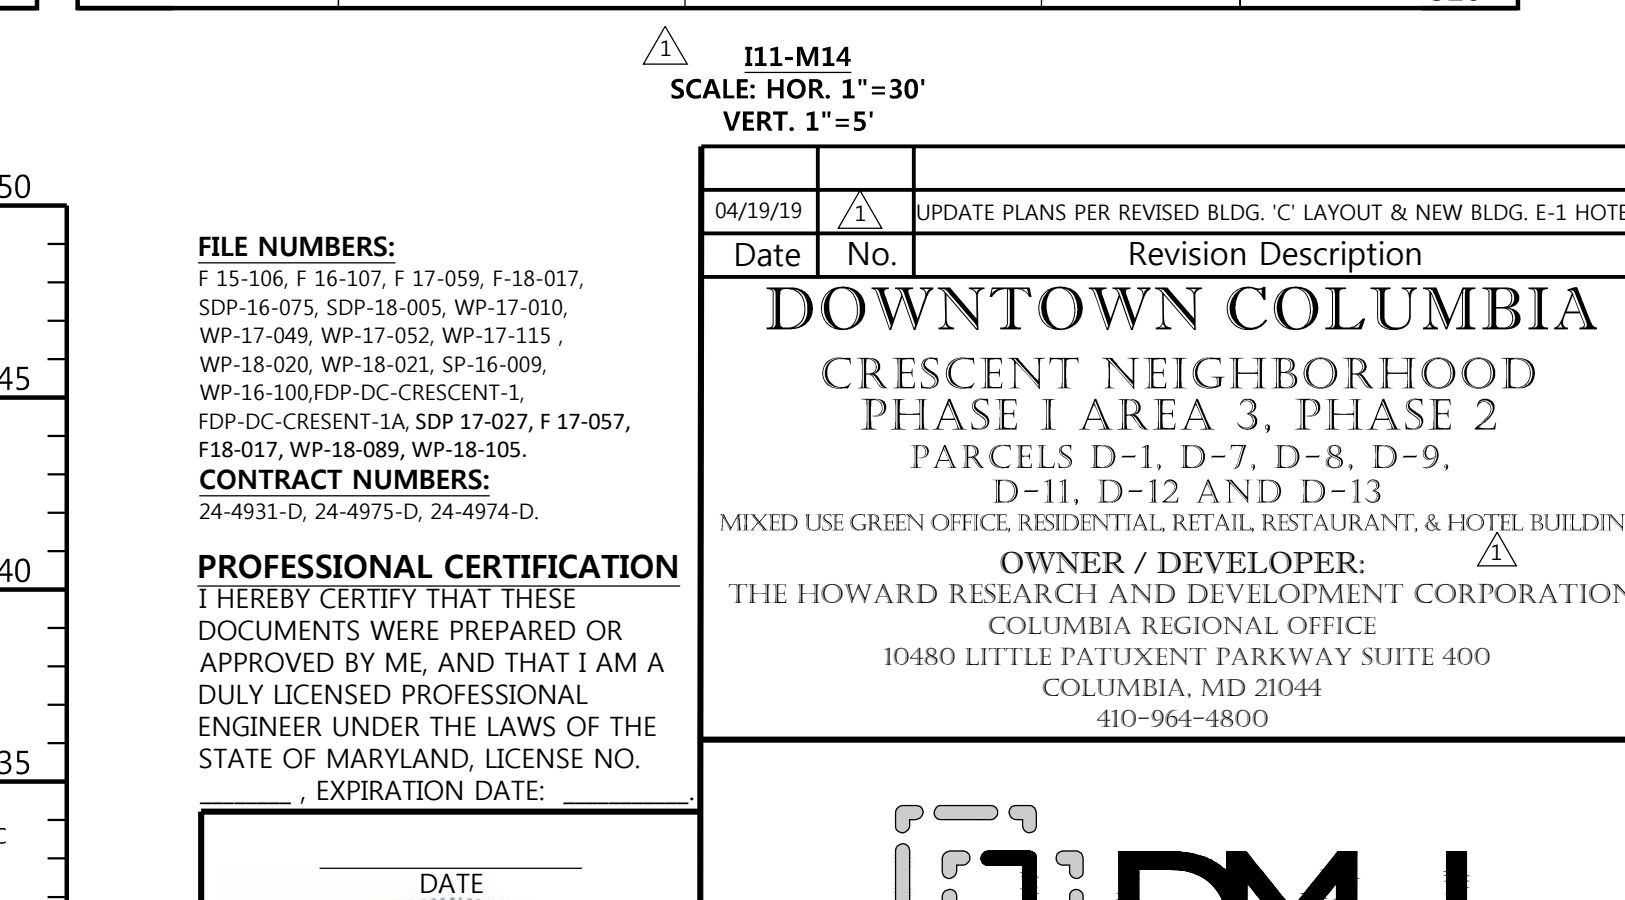 1
I11-M14
SCALE: HOR. 1"=30'
VERT. 1"=5'
50
45
40
35
FILE NUMBERS:
F 15-106, F 16-107, F 17-059, F-18-017,
SDP-16-075, SDP-18-005, WP-17-010,
WP-17-049, WP-17-052, WP-17-115 ,
WP-18-020, WP-18-021, SP-16-009,
WP-16-100,FDP-DC-CRESCENT-1,
FDP-DC-CRESENT-1A, SDP 17-027, F 17-057,
F18-017, WP-18-089, WP-18-105.
CONTRACT NUMBERS:
24-4931-D, 24-4975-D, 24-4974-D.
PROFESSIONAL CERTIFICATION
I HEREBY CERTIFY THAT THESE
DOCUMENTS WERE PREPARED OR
APPROVED BY ME, AND THAT I AM A
DULY LICENSED PROFESSIONAL
ENGINEER UNDER THE LAWS OF THE
STATE OF MARYLAND, LICENSE NO.
________ , EXPIRATION DATE: ___________.
DATE
04/19/19 1 UPDATE PLANS PER REVISED BLDG. 'C' LAYOUT & NEW BLDG. E-1 HOTE
Date No. Revision Description
DOWNTOWN COLUMBIA
CRESCENT NEIGHBORHOOD
PHASE I AREA 3, PHASE 2
PARCELS D-1, D-7, D-8, D-9,
D-11, D-12 AND D-13
MIXED USE GREEN OFFICE, RESIDENTIAL, RETAIL, RESTAURANT, & HOTEL BUILDIN
1
OWNER / DEVELOPER:
THE HOWARD RESEARCH AND DEVELOPMENT CORPORATION
COLUMBIA REGIONAL OFFICE
10480 LITTLE PATUXENT PARKWAY SUITE 400
COLUMBIA, MD 21044
410-964-4800